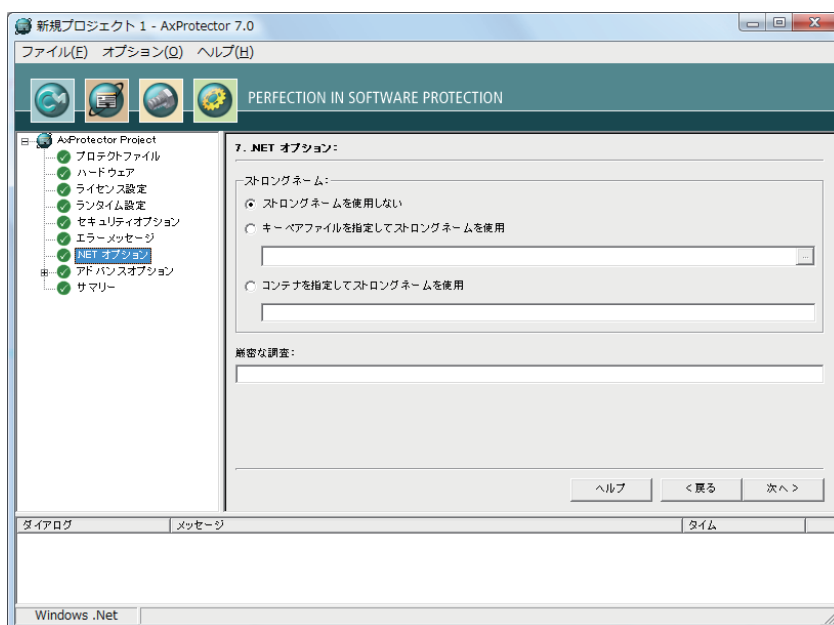 新規プロジェクト 1 - AxProtector 7.0
ファイル(F) オプション(O) ヘルプ(H)
PERFECTION IN SOFTWARE PROTECTION
AxProtector Project
プロテクトファイル
ハードウェア
ライセンス設定
ランタイム設定
セキュリティオプション
エラーメッセージ
.NET オプション
アドバンスオプション
サマリー
7. .NET オプション:
ストロングネーム:
ストロングネームを使用しない
キーペアファイルを指定してストロングネームを使用
...
コンテナを指定してストロングネームを使用
厳密な調査:
ヘルプ <戻る 次へ>
ダイアログ メッセージ タイム
Windows .Net